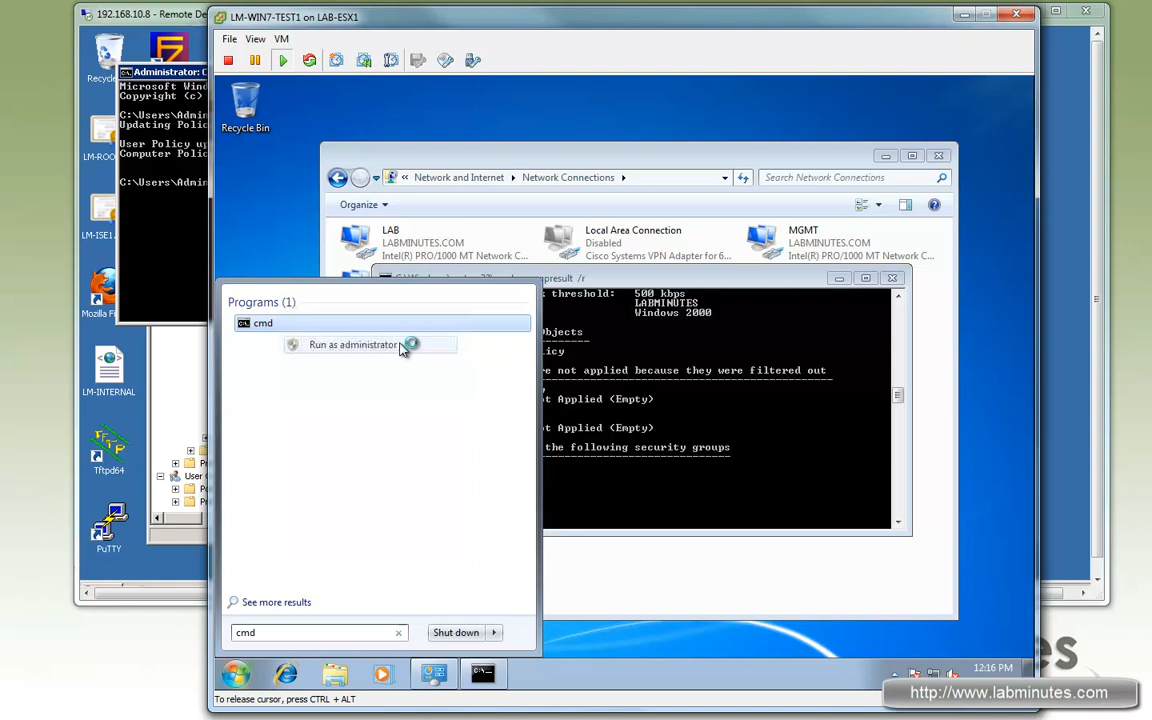 192.168.10.8 - Remote De
LM-WIN7-TEST1 on LAB-ESX1
File View VM
Recycle Bin
Recyc
Administrator: C
Microsoft Wind
Copyright (c)
C:\Users\Admin
Updating Polic
User Policy up
Computer Polic
C:\Users\Admin
LM-ROO
LM-ISE1
Mozilla Fi
LM-INTERNAL
Tftpd64
PuTTY
User
Network and Internet Network Connections
Search Network Connections
Organize
LAB
LABMINUTES.COM
Intel(R) PRO/1000 MT Network C...
Local Area Connection
Disabled
Cisco Systems VPN Adapter for 6...
MGMT
LABMINUTES.COM
Intel(R) PRO/1000 MT Network C...
presult /r
k threshold: 500 kbps
LABMINUTES
Windows 2000
Objects
icy
re not applied because they were filtered out
t Applied (Empty)
t Applied (Empty)
the following security groups
Programs (1)
cmd
Run as administrator
See more results
cmd
Shut down
12:16 PM
To release cursor, press CTRL + ALT
es
http://www.labminutes.com